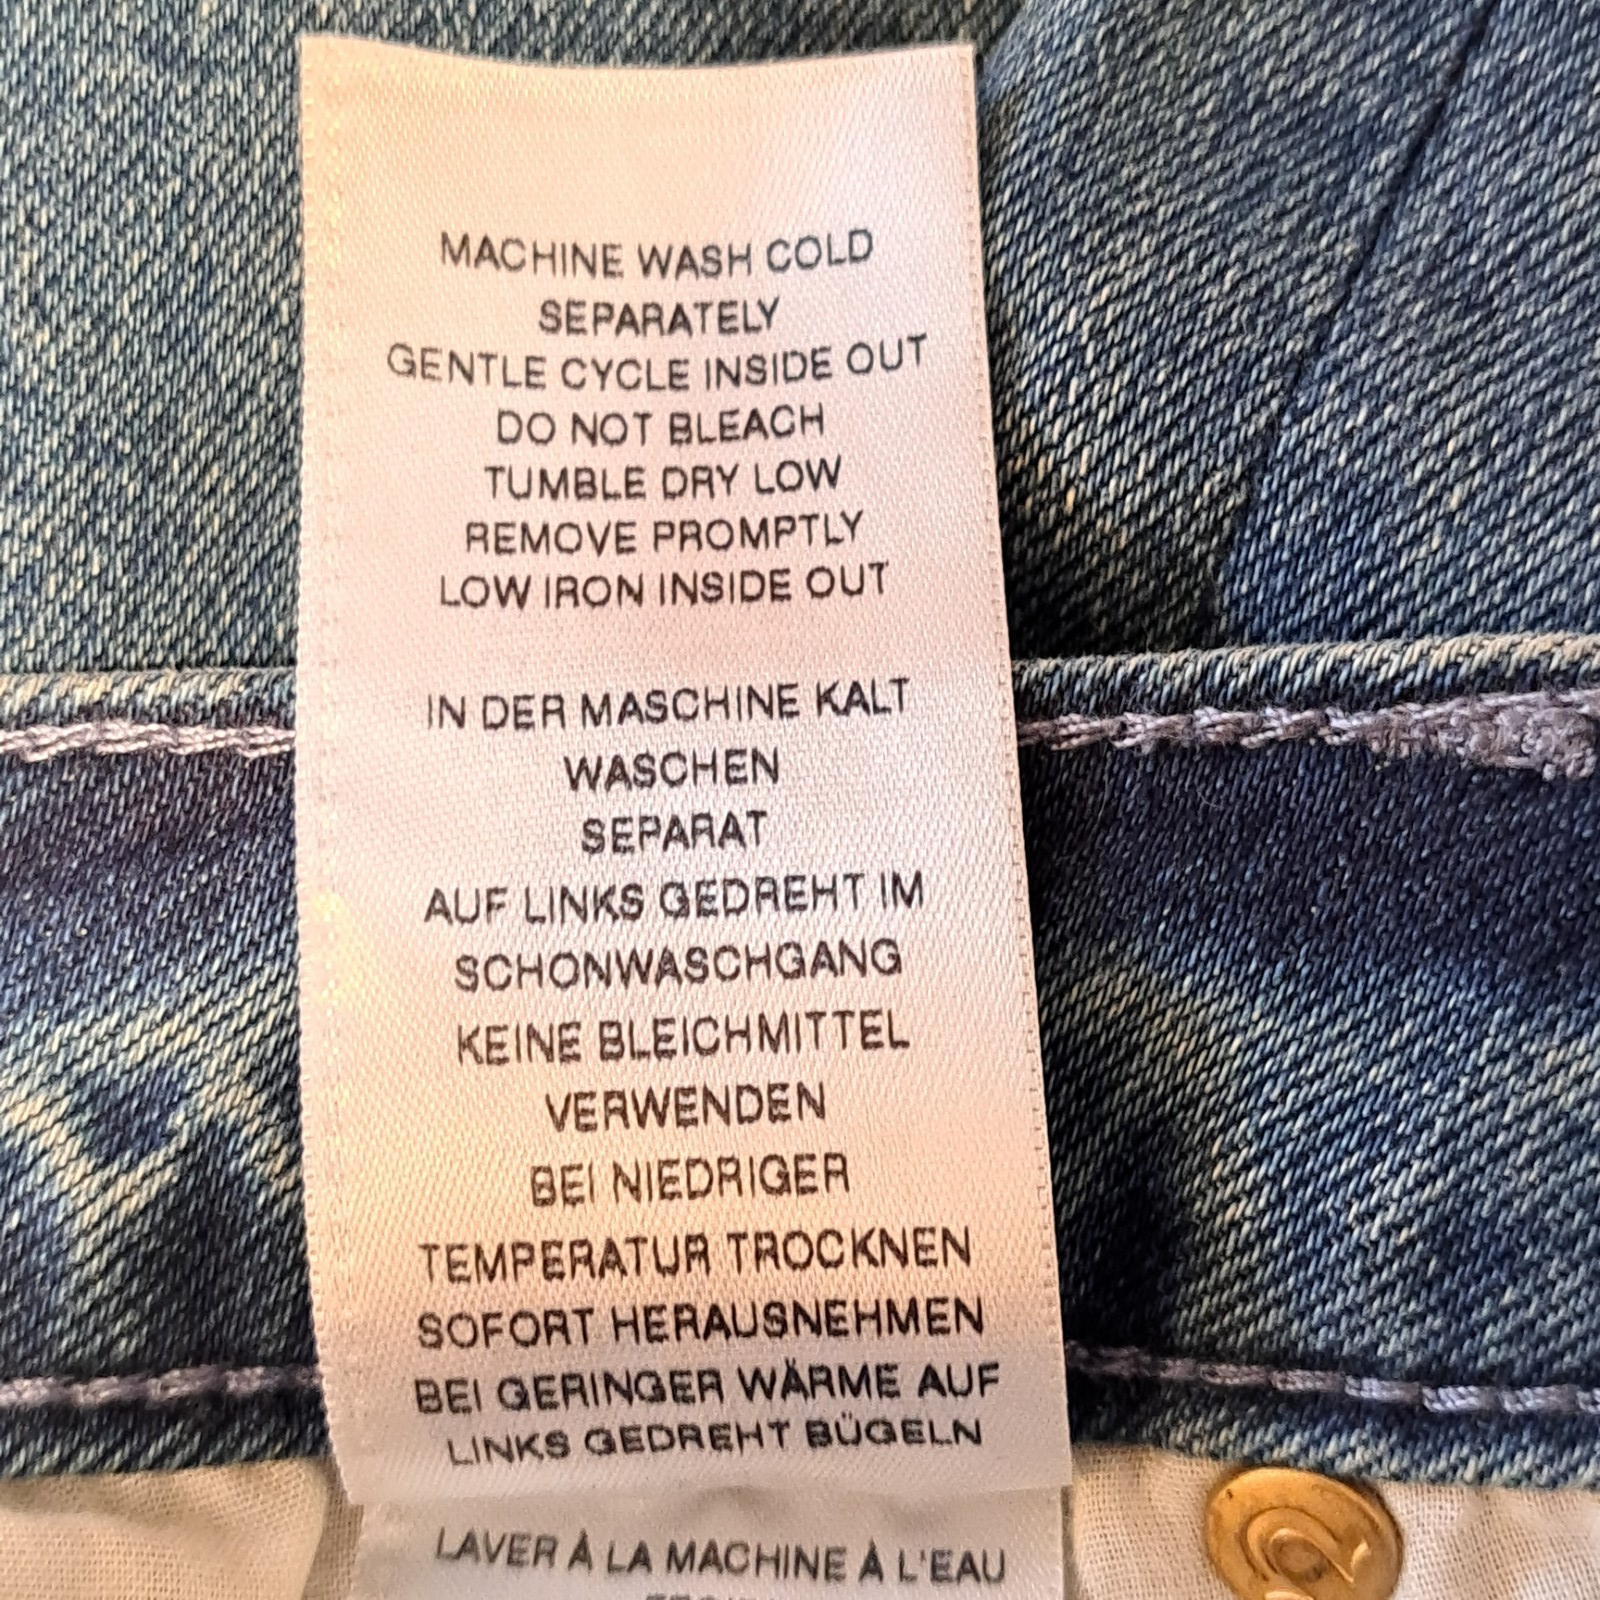 MACHINE WASH COLD
SEPARATELY
GENTLE CYCLE INSIDE OUT
DO NOT BLEACH
TUMBLE DRY LOW
REMOVE PROMPTLY
LOW IRON INSIDE OUT
IN DER MASCHINE KALT
WASCHEN
SEPARAT
AUF LINKS GEDREHT IM
SCHONWASCHGANG
KEINE BLEICHMITTEL
VERWENDEN
BEI NIEDRIGER
TEMPERATUR TROCKNEN
SOFORT HERAUSNEHMEN
BEI GERINGER WÄRME AUF
LINKS GEDREHT BÜGELN
LAVER À LA MACHINE À L'EAU